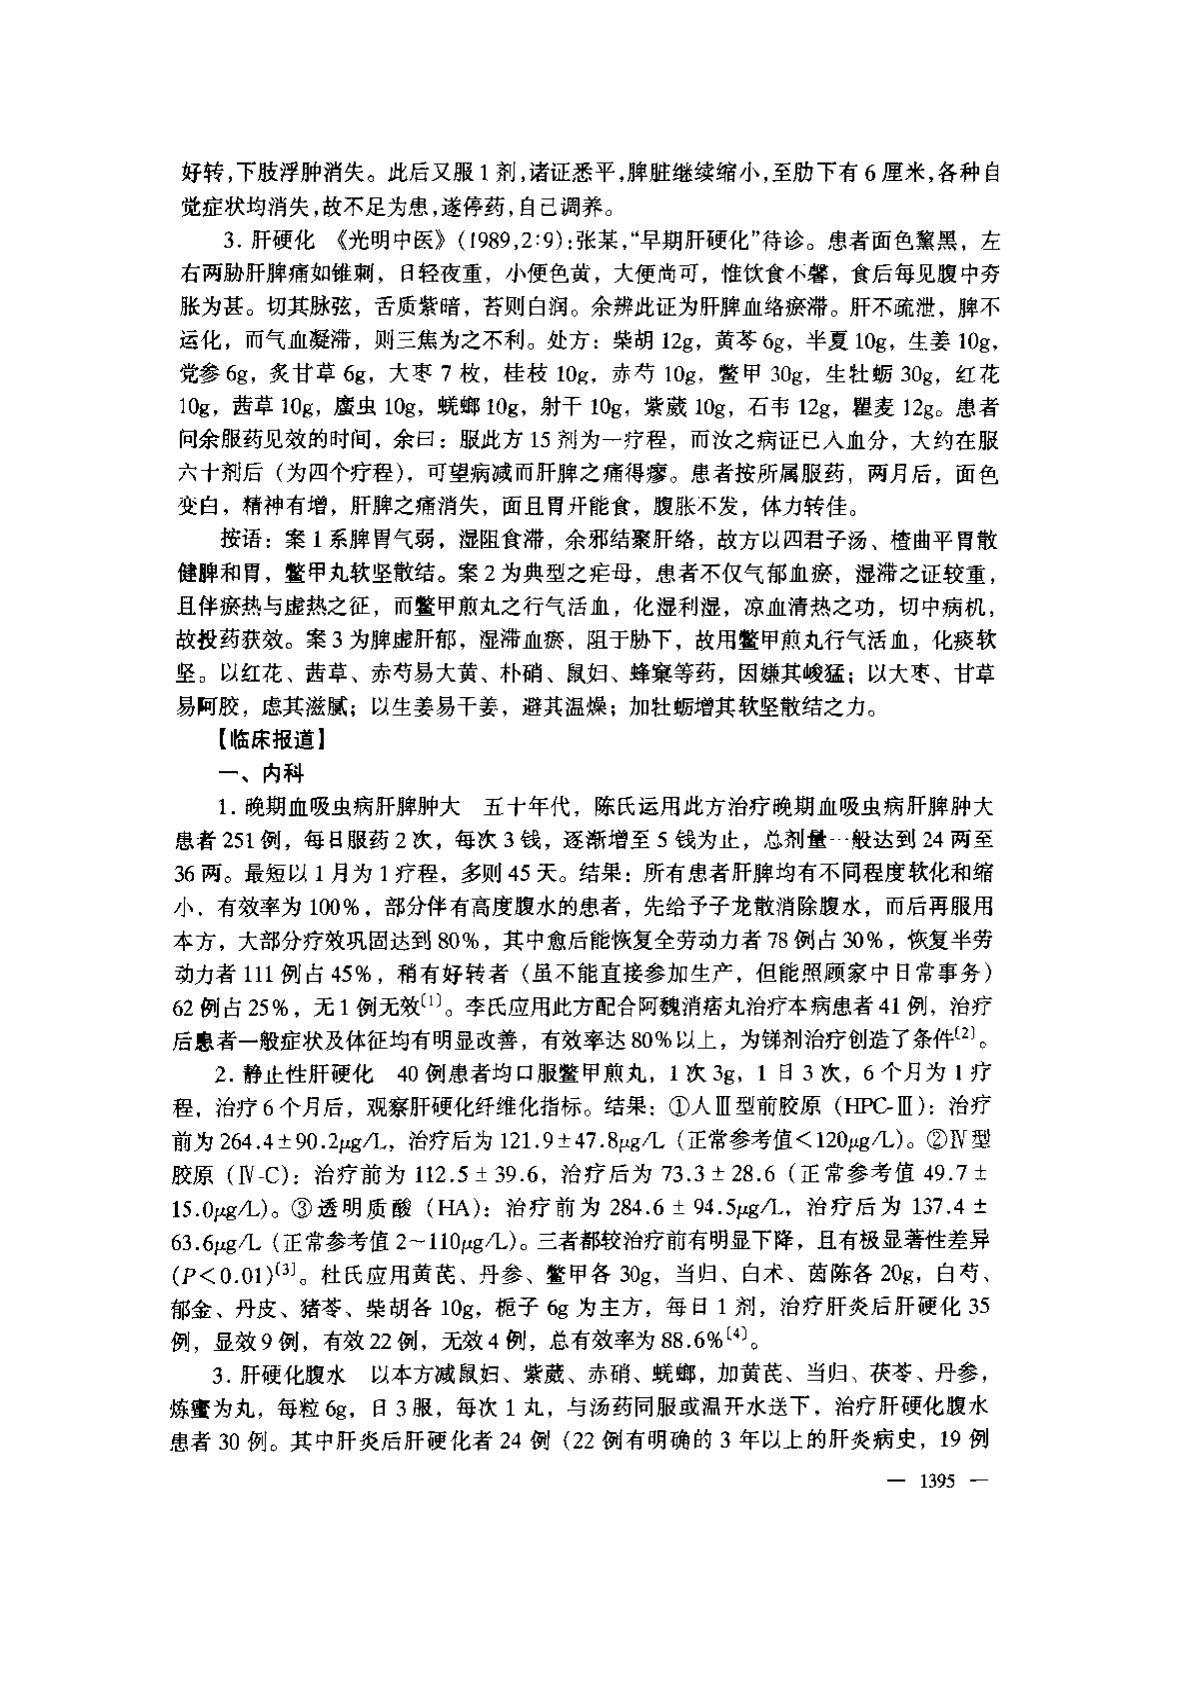 好转,下肢浮肿消失。此后又服1剂,诸证悉平,脾脏继续缩小,至肋下有6厘米,各种自
觉症状均消失,故不足为患,遂停药,自己调养。
3. 肝硬化 《光明中医》(1989,2:9):张某,“早期肝硬化”待诊。患者面色黧黑，左
右两胁肝脾痛如锥刺，日轻夜重，小便色黄，大便尚可，惟饮食不馨，食后每见腹中夯
胀为甚。切其脉弦，舌质紫暗，苔则白润。余辨此证为肝脾血络瘀滞。肝不疏泄，脾不
运化，而气血凝滞，则三焦为之不利。处方：柴胡12g，黄芩6g，半夏10g，生姜10g，
党参6g，炙甘草6g，大枣7枚，桂枝10g，赤芍10g，鳖甲30g，生牡蛎30g，红花
10g，茜草10g，䗪虫10g，蜣螂10g，射干10g，紫葳10g，石韦12g，瞿麦12g。患者
问余服药见效的时间，余曰：服此方15剂为一疗程，而汝之病证已入血分，大约在服
六十剂后（为四个疗程），可望病减而肝脾之痛得瘳。患者按所属服药，两月后，面色
变白，精神有增，肝脾之痛消失，面且胃开能食，腹胀不发，体力转佳。
按语：案1系脾胃气弱，湿阻食滞，余邪结聚肝络，故方以四君子汤、楂曲平胃散
健脾和胃，鳖甲丸软坚散结。案2为典型之疟母，患者不仅气郁血瘀，湿滞之证较重，
且伴瘀热与虚热之征，而鳖甲煎丸之行气活血，化湿利湿，凉血清热之功，切中病机，
故投药获效。案3为脾虚肝郁，湿滞血瘀，阻于胁下，故用鳖甲煎丸行气活血，化痰软
坚。以红花、茜草、赤芍易大黄、朴硝、鼠妇、蜂窠等药，因嫌其峻猛；以大枣、甘草
易阿胶，虑其滋腻；以生姜易干姜，避其温燥；加牡蛎增其软坚散结之力。
【临床报道】
一、内科
1. 晚期血吸虫病肝脾肿大 五十年代，陈氏运用此方治疗晚期血吸虫病肝脾肿大
患者251例，每日服药2次，每次3钱，逐渐增至5钱为止，总剂量一般达到24两至
36两。最短以1月为1疗程，多则45天。结果：所有患者肝脾均有不同程度软化和缩
小，有效率为100%，部分伴有高度腹水的患者，先给予子龙散消除腹水，而后再服用
本方，大部分疗效巩固达到80%，其中愈后能恢复全劳动力者78例占30%，恢复半劳
动力者111例占45%，稍有好转者（虽不能直接参加生产，但能照顾家中日常事务）
62例占25%，无1例无效〔1〕。李氏应用此方配合阿魏消痞丸治疗本病患者41例，治疗
后患者一般症状及体征均有明显改善，有效率达80%以上，为锑剂治疗创造了条件〔2〕。
2. 静止性肝硬化 40例患者均口服鳖甲煎丸，1次3g，1日3次，6个月为1疗
程，治疗6个月后，观察肝硬化纤维化指标。结果：①人Ⅲ型前胶原（HPC-Ⅲ）：治疗
前为264.4±90.2μg/L，治疗后为121.9±47.8μg/L（正常参考值＜120μg/L）。②Ⅳ型
胶原（Ⅳ-C）：治疗前为112.5±39.6，治疗后为73.3±28.6（正常参考值49.7±
15.0μg/L）。③透明质酸（HA）：治疗前为284.6±94.5μg/L，治疗后为137.4±
63.6μg/L（正常参考值2～110μg/L）。三者都较治疗前有明显下降，且有极显著性差异
(P＜0.01)〔3〕。杜氏应用黄芪、丹参、鳖甲各30g，当归、白术、茵陈各20g，白芍、
郁金、丹皮、猪苓、柴胡各10g，栀子6g为主方，每日1剂，治疗肝炎后肝硬化35
例，显效9例，有效22例，无效4例，总有效率为88.6%〔4〕。
3. 肝硬化腹水 以本方减鼠妇、紫葳、赤硝、蜣螂，加黄芪、当归、茯苓、丹参，
炼蜜为丸，每粒6g，日3服，每次1丸，与汤药同服或温开水送下，治疗肝硬化腹水
患者30例。其中肝炎后肝硬化者24例（22例有明确的3年以上的肝炎病史，19例
— 1395 —